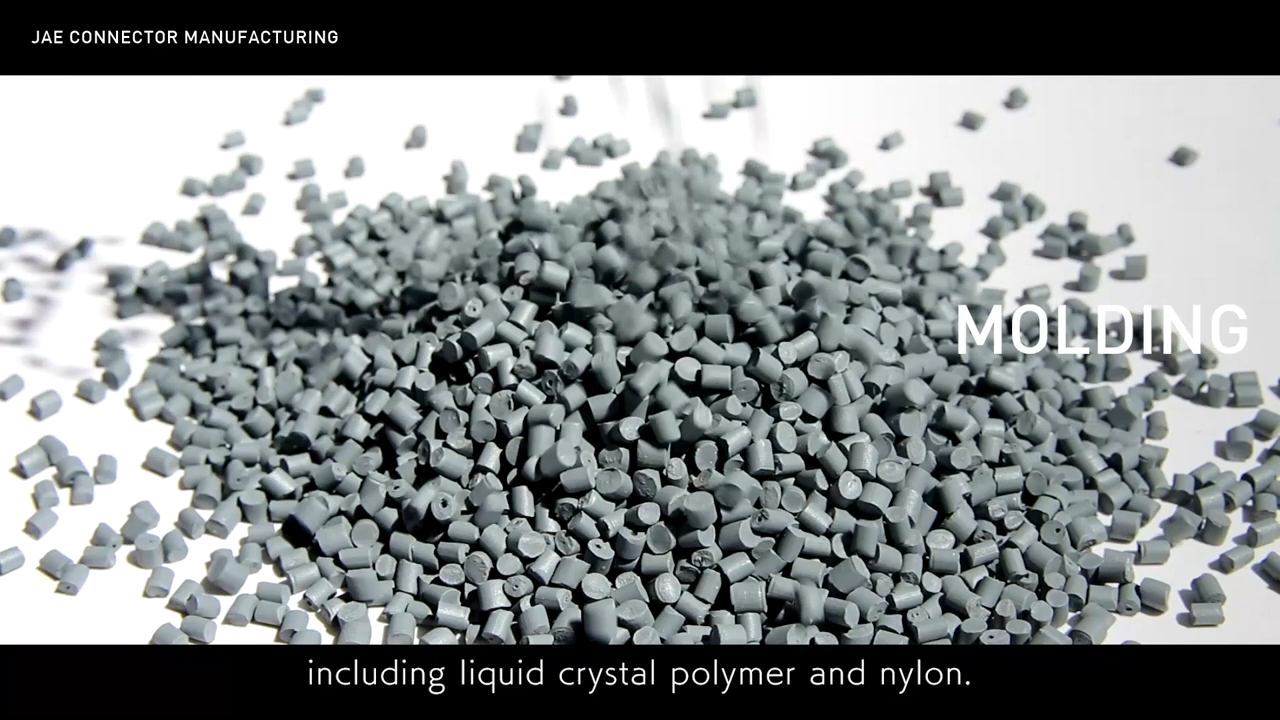 JAE CONNECTOR MANUFACTURING
MOLDING
including liquid crystal polymer and nylon.